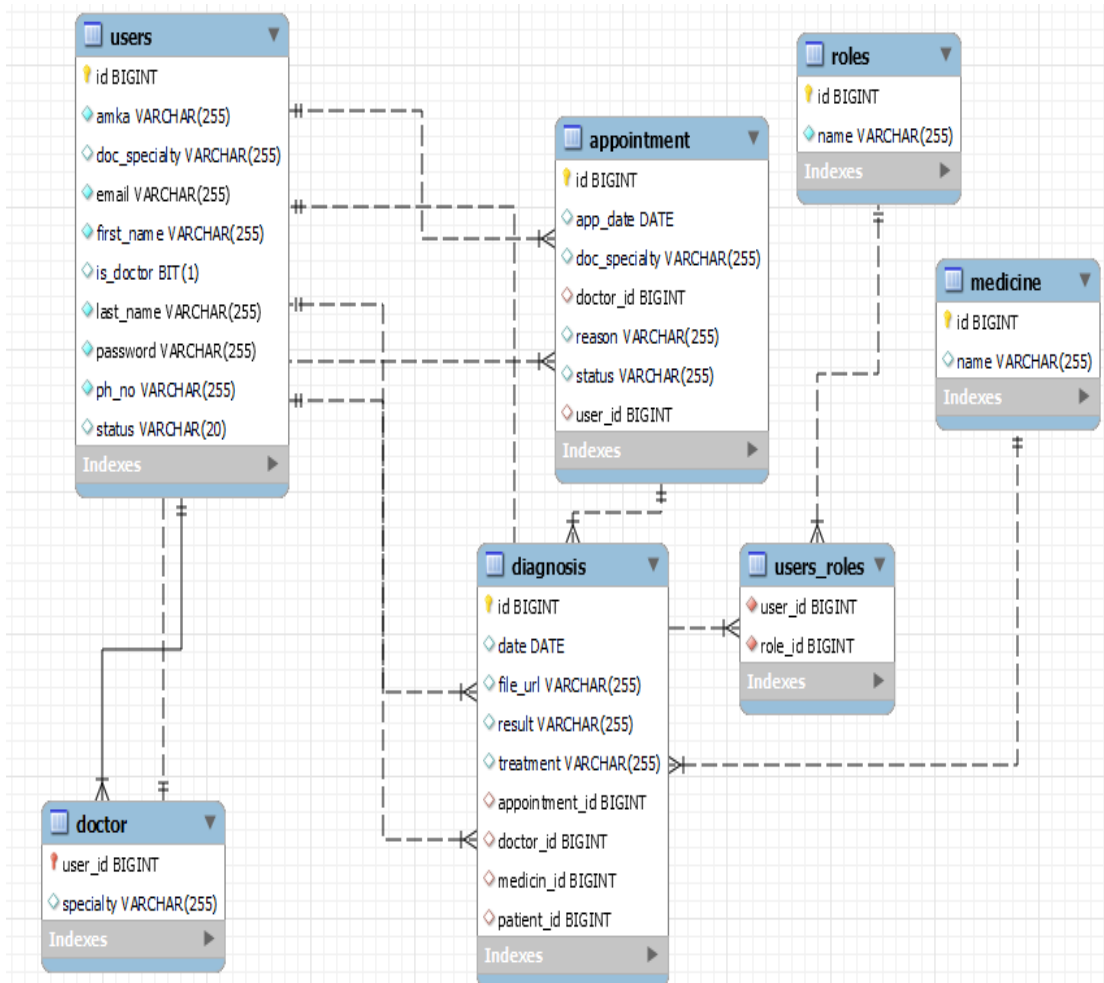 users
id BIGINT
amka VARCHAR(255)
doc_specialty VARCHAR(255)
email VARCHAR(255)
first_name VARCHAR(255)
is_doctor BIT(1)
last_name VARCHAR(255)
password VARCHAR(255)
ph_no VARCHAR(255)
status VARCHAR(20)
Indexes
appointment
id BIGINT
app_date DATE
doc_specialty VARCHAR(255)
doctor_id BIGINT
reason VARCHAR(255)
status VARCHAR(255)
user_id BIGINT
Indexes
roles
id BIGINT
name VARCHAR(255)
Indexes
medicine
id BIGINT
name VARCHAR(255)
Indexes
diagnosis
id BIGINT
date DATE
file_url VARCHAR(255)
result VARCHAR(255)
treatment VARCHAR(255)
appointment_id BIGINT
doctor_id BIGINT
medicin_id BIGINT
patient_id BIGINT
Indexes
users_roles
user_id BIGINT
role_id BIGINT
Indexes
doctor
user_id BIGINT
specialty VARCHAR(255)
Indexes